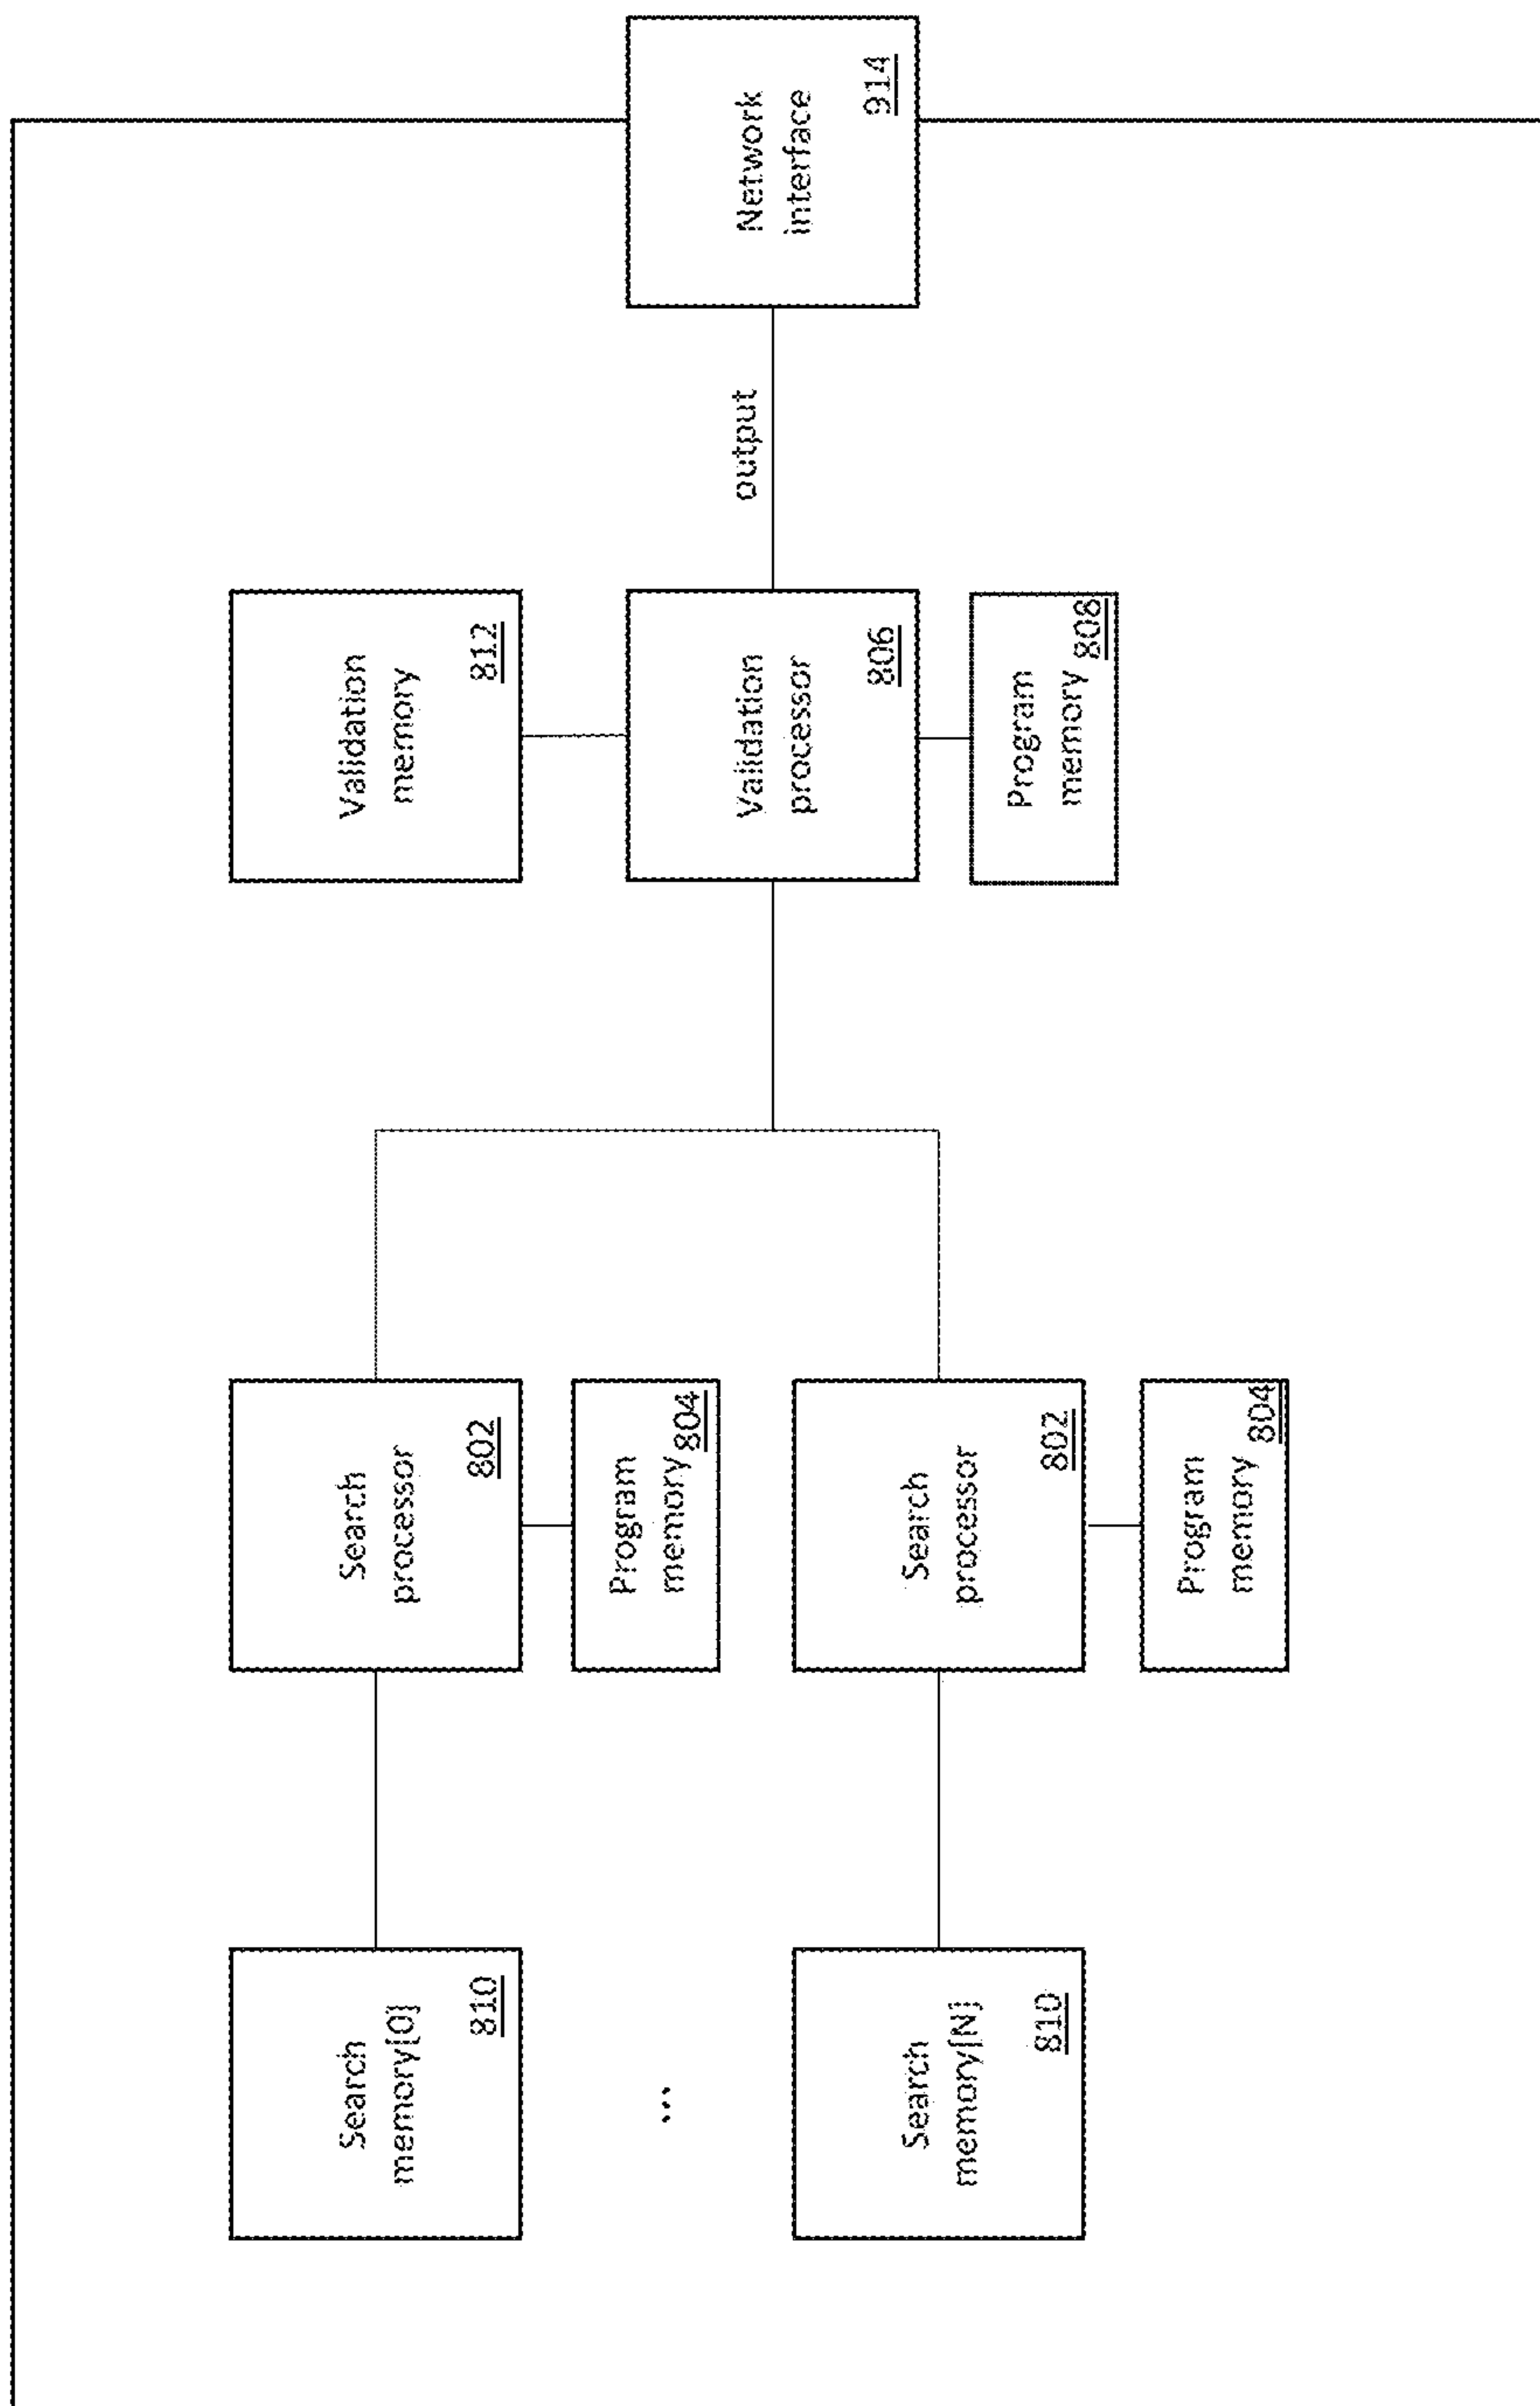 Search
memory[0]
810
Search
processor
802
Program
memory
804
Validation
memory
812
...
Search
memory[N]
810
Search
processor
802
Program
memory
804
Validation
processor
806
Program
memory
808
output
Network
interface
914